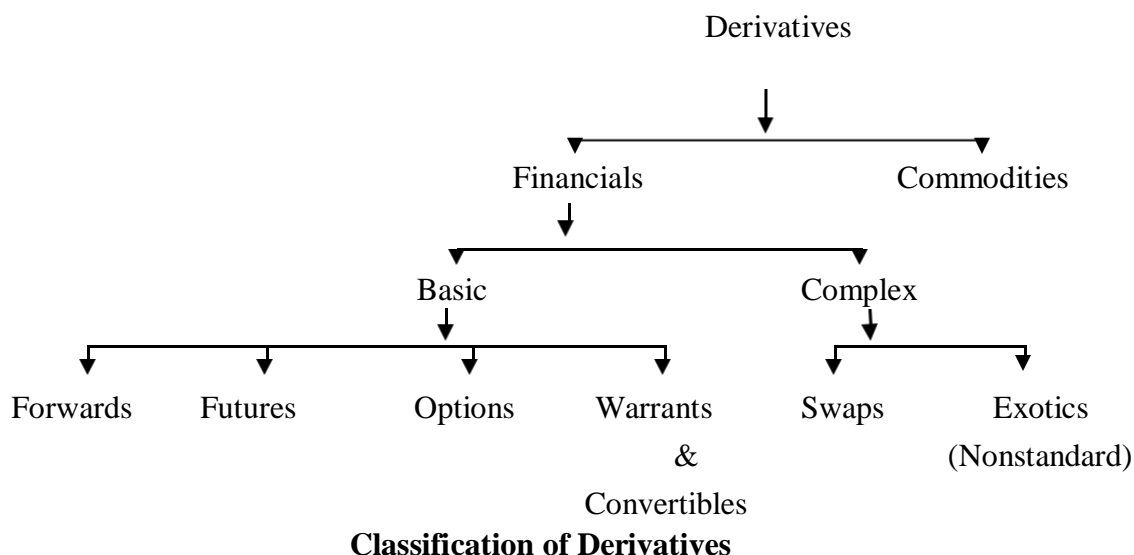 Derivatives
Financials Commodities
Basic Complex
Forwards Futures Options Warrants Swaps Exotics
& (Nonstandard)
Convertibles
Classification of Derivatives